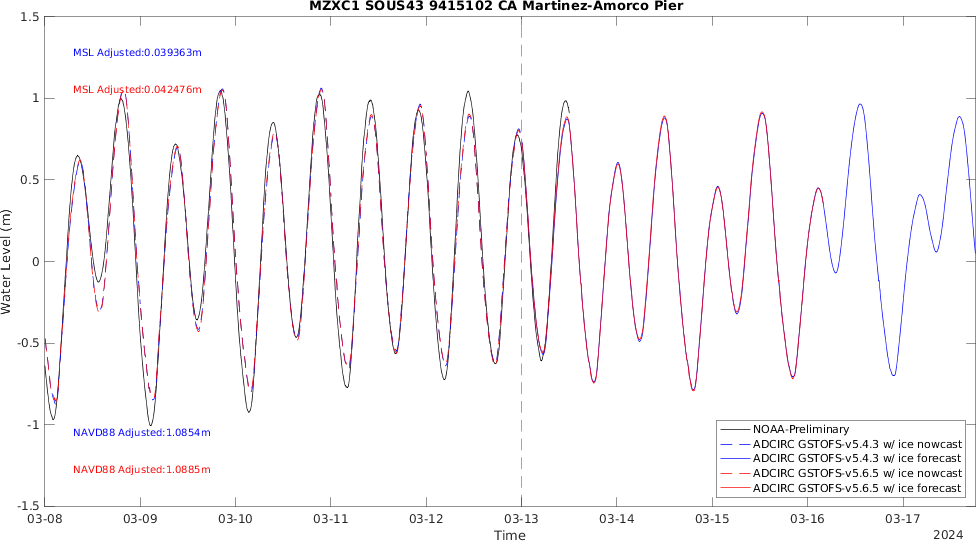 MZXC1 SOUS43 9415102 CA Martinez-Amorco Pier
1.5
1
0.5
0
-0.5
-1
-1.5
Water Level (m)
MSL Adjusted:0.039363m
MSL Adjusted:0.042476m
NAVD88 Adjusted:1.0854m
NAVD88 Adjusted:1.0885m
NOAA-Preliminary
ADCIRC GSTOFS-v5.4.3 w/ ice nowcast
ADCIRC GSTOFS-v5.4.3 w/ ice forecast
ADCIRC GSTOFS-v5.6.5 w/ ice nowcast
ADCIRC GSTOFS-v5.6.5 w/ ice forecast
03-08 03-09 03-10 03-11 03-12 03-13 03-14 03-15 03-16 03-17
Time
2024